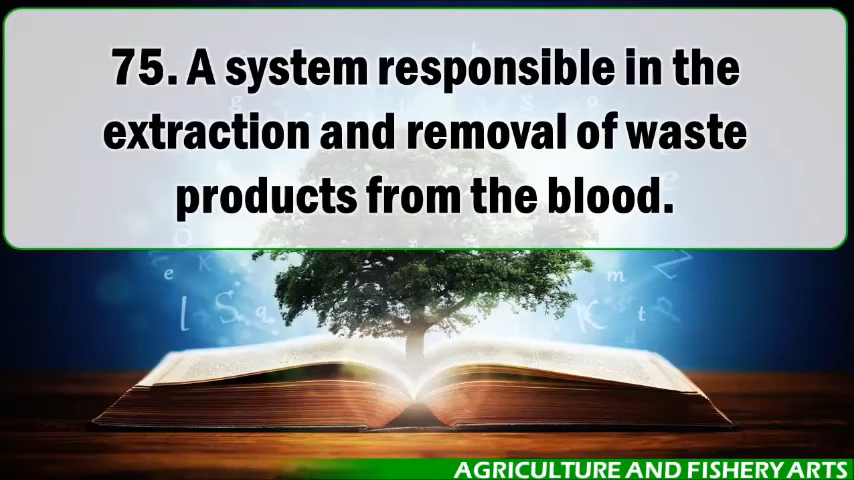 75. A system responsible in the
extraction and removal of waste
products from the blood.
AGRICULTURE AND FISHERY ARTS